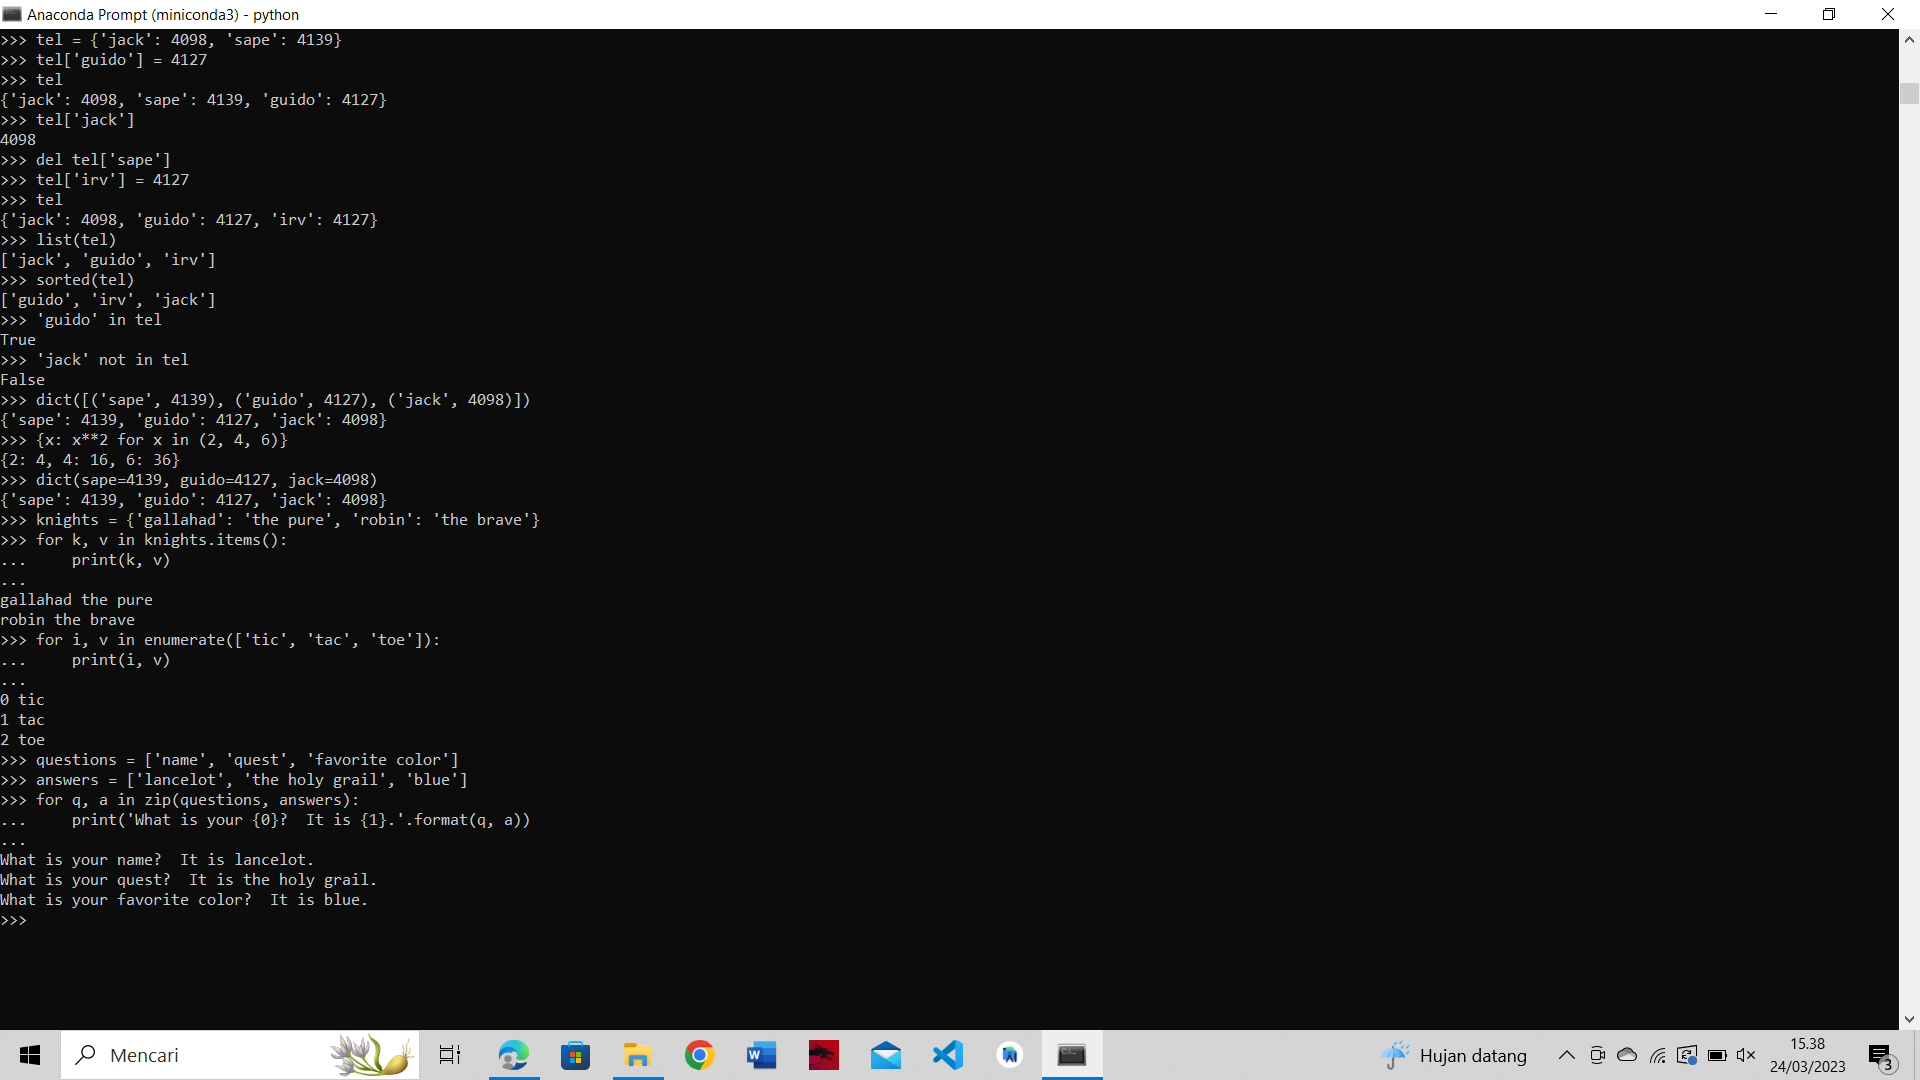 Anaconda Prompt (miniconda3) - python
>>> tel = {'jack': 4098, 'sape': 4139}
>>> tel['guido'] = 4127
>>> tel
{'jack': 4098, 'sape': 4139, 'guido': 4127}
>>> tel['jack']
4098
>>> del tel['sape']
>>> tel['irv'] = 4127
>>> tel
{'jack': 4098, 'guido': 4127, 'irv': 4127}
>>> list(tel)
['jack', 'guido', 'irv']
>>> sorted(tel)
['guido', 'irv', 'jack']
>>> 'guido' in tel
True
>>> 'jack' not in tel
False
>>> dict([('sape', 4139), ('guido', 4127), ('jack', 4098)])
{'sape': 4139, 'guido': 4127, 'jack': 4098}
>>> {x: x**2 for x in (2, 4, 6)}
{2: 4, 4: 16, 6: 36}
>>> dict(sape=4139, guido=4127, jack=4098)
{'sape': 4139, 'guido': 4127, 'jack': 4098}
>>> knights = {'gallahad': 'the pure', 'robin': 'the brave'}
>>> for k, v in knights.items():
...     print(k, v)
...
gallahad the pure
robin the brave
>>> for i, v in enumerate(['tic', 'tac', 'toe']):
...     print(i, v)
...
0 tic
1 tac
2 toe
>>> questions = ['name', 'quest', 'favorite color']
>>> answers = ['lancelot', 'the holy grail', 'blue']
>>> for q, a in zip(questions, answers):
...     print('What is your {0}?  It is {1}.'.format(q, a))
...
What is your name?  It is lancelot.
What is your quest?  It is the holy grail.
What is your favorite color?  It is blue.
>>>
Mencari
Hujan datang
15.38
24/03/2023
3